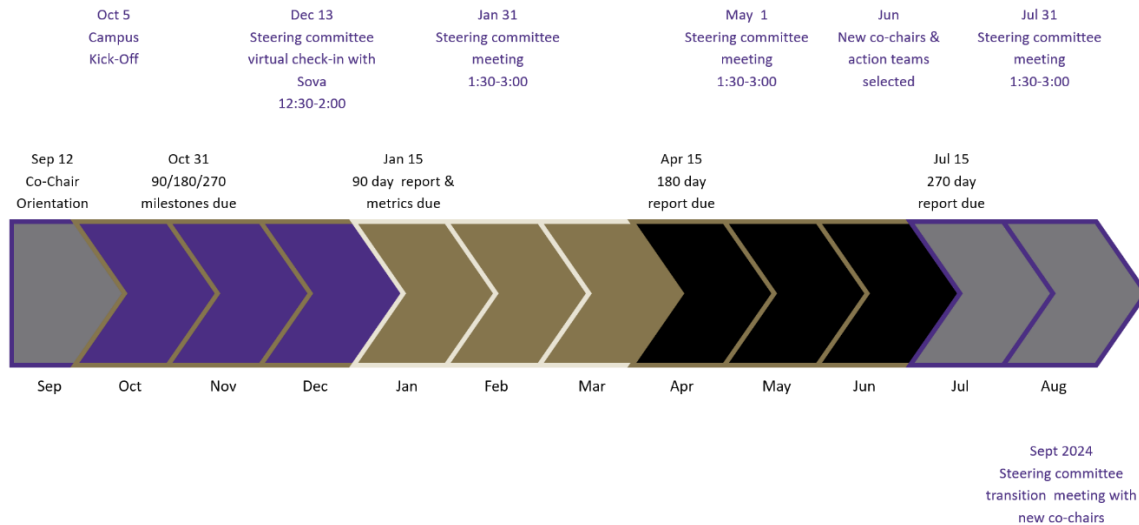 Oct 5
Campus
Kick-Off
Dec 13
Steering committee
virtual check-in with
Sova
12:30-2:00
Jan 31
Steering committee
meeting
1:30-3:00
May 1
Steering committee
meeting
1:30-3:00
Jun
New co-chairs &
action teams
selected
Jul 31
Steering committee
meeting
1:30-3:00
Sep 12
Co-Chair
Orientation
Oct 31
90/180/270
milestones due
Jan 15
90 day report &
metrics due
Apr 15
180 day
report due
Jul 15
270 day
report due
Sep
Oct
Nov
Dec
Jan
Feb
Mar
Apr
May
Jun
Jul
Aug
Sept 2024
Steering committee
transition meeting with
new co-chairs